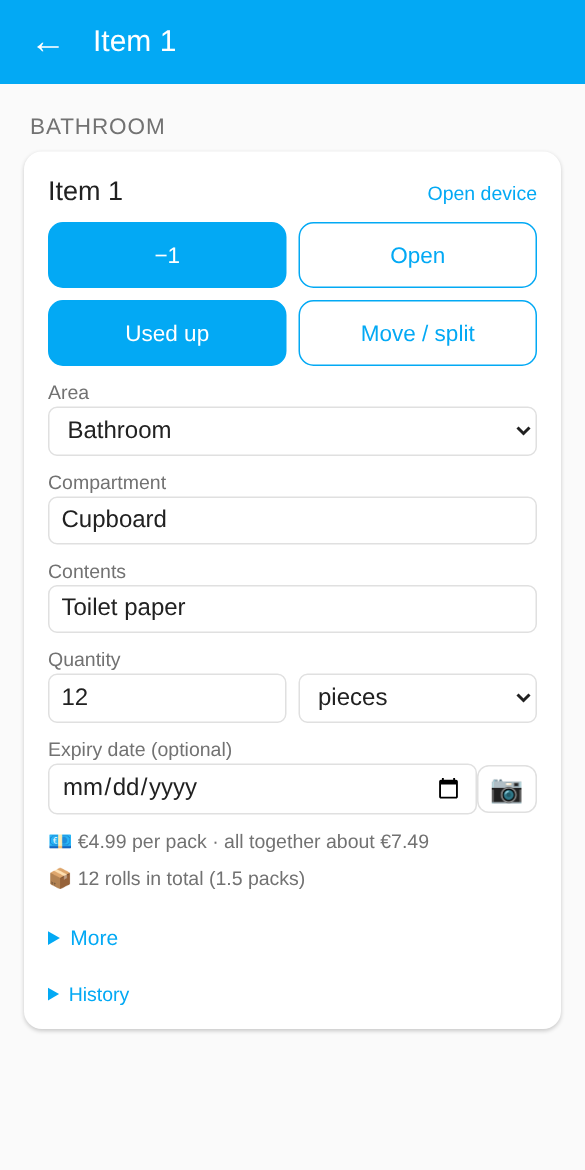 ← Item 1
BATHROOM
Item 1 Open device
−1 Open
Used up Move / split
Area
Bathroom
Compartment
Cupboard
Contents
Toilet paper
Quantity
12 pieces
Expiry date (optional)
mm/dd/yyyy
💶 €4.99 per pack · all together about €7.49
📦 12 rolls in total (1.5 packs)
▶ More
▶ History